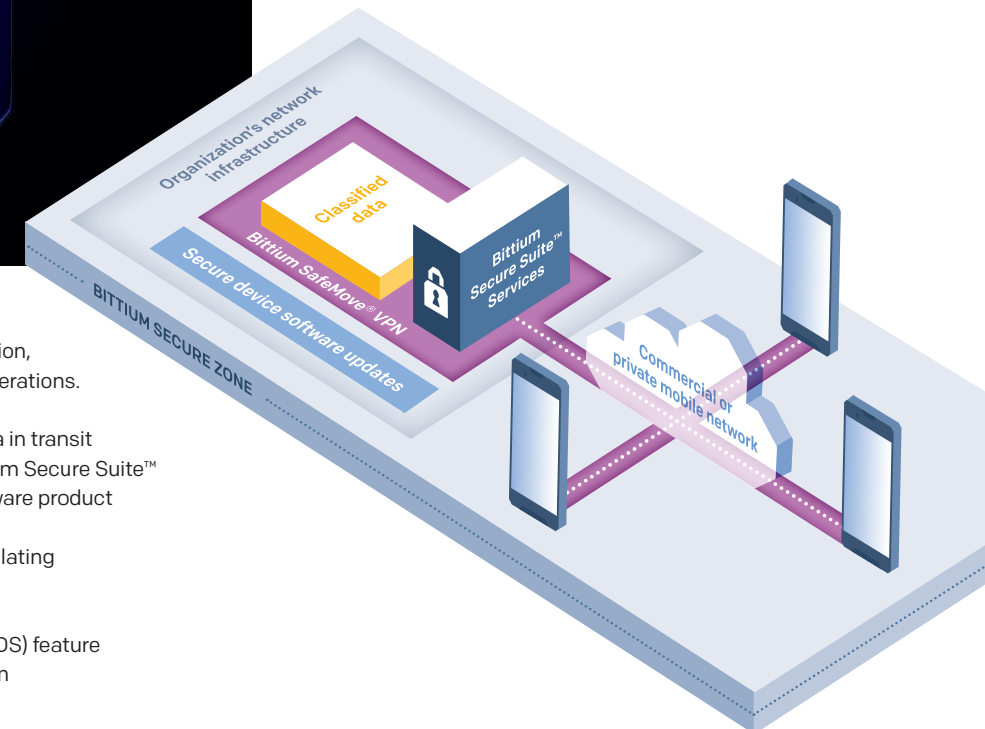 Organization's network
infrastructure
Classified
data
Bittium
Secure Suite™
Services
Bittium SafeMove® VPN
Secure device software updates
BITTIUM SECURE ZONE
Commercial or
private mobile network
ion,
erations.
a in transit
m Secure Suite™
ware product
lating
OS) feature
n